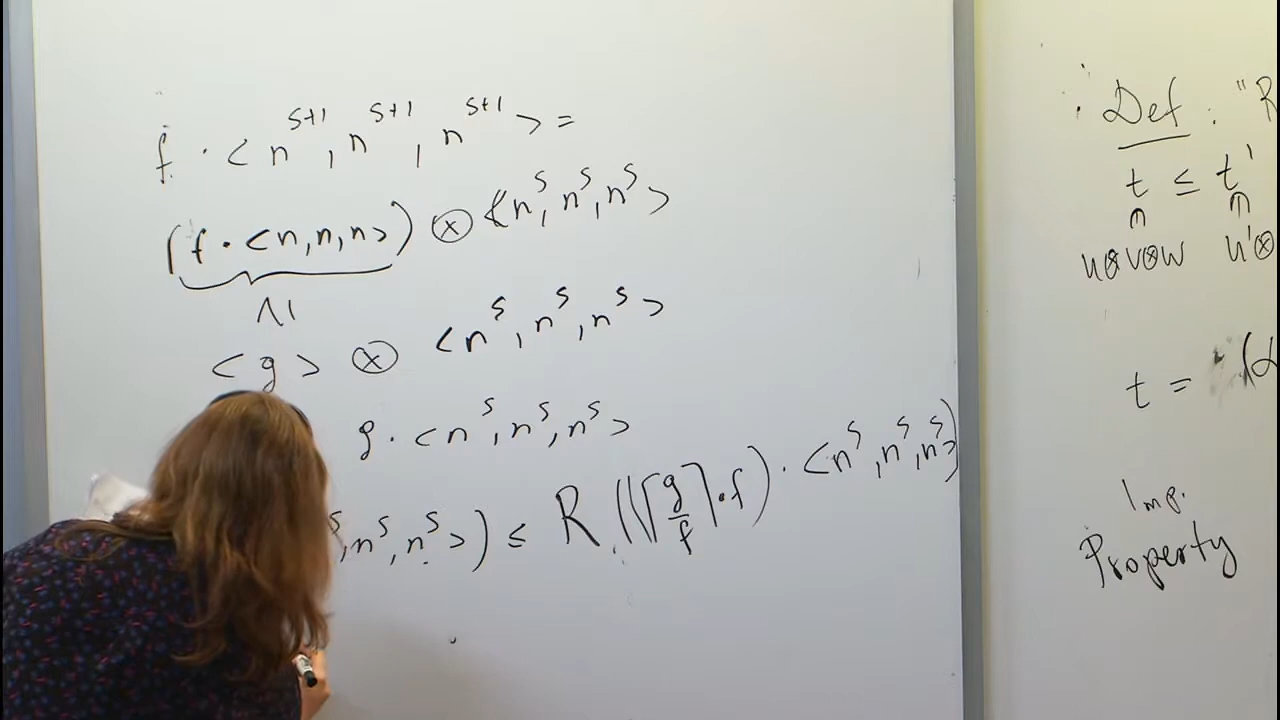 f · < n^{s+1}, n^{s+1}, n^{s+1} > =
(f · <n,n,n>) ⊗ <n^s, n^s, n^s>
∧|
< g > ⊗ <n^s, n^s, n^s>
g · <n^s, n^s, n^s>
, n^s, n^s >) ≤ R((⌈g/f⌉ · f) · <n^s, n^s, n^s>)
Def : "R
t ≤ t'
∩ ∩
u⊗v⊗w u'⊗
t =
Imp.
Property